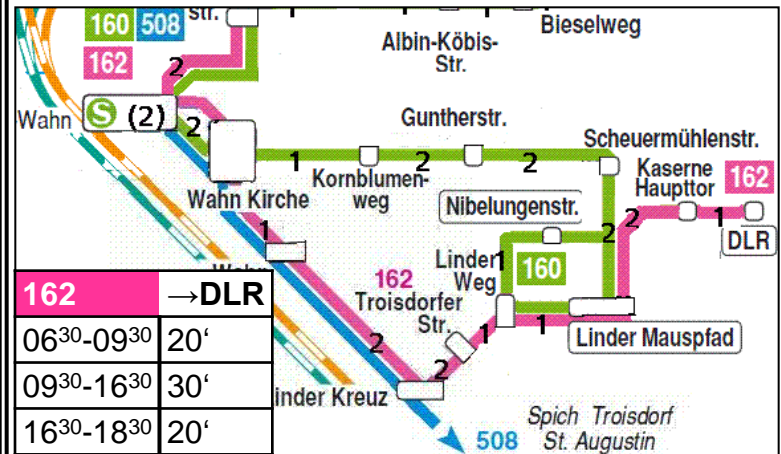 str.
160 508
162
1 1
Bieselweg
Albin-Köbis-
Str.
2
Wahn
S (2)
2
Guntherstr.
1 2 2
Kornblumen-
weg
Scheuermühlenstr.
Kaserne
Haupttor
162
Wahn Kirche
Nibelungenstr.
2 2 1
DLR
1
Linder
Weg
1
160
162
Troisdorfer
Str.
1 1
Linder Mauspfad
2 2
inder Kreuz
508
Spich Troisdorf
St. Augustin
162 →DLR
06³⁰-09³⁰ 20‘
09³⁰-16³⁰ 30‘
16³⁰-18³⁰ 20‘